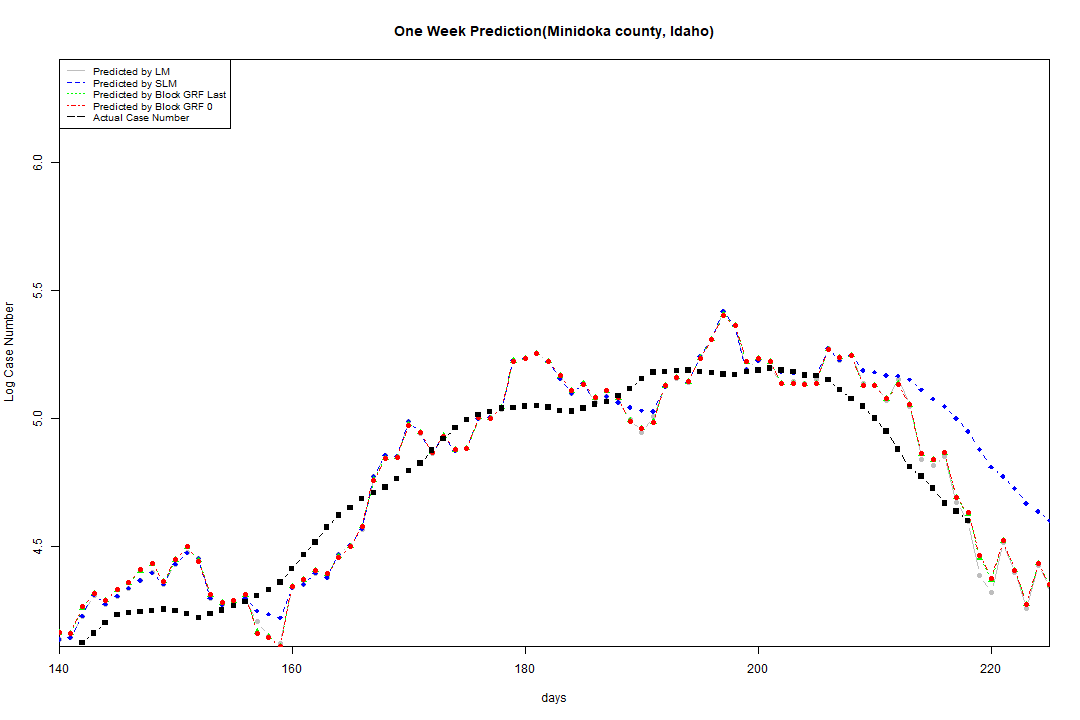 One Week Prediction(Minidoka county, Idaho)
Predicted by LM
Predicted by SLM
Predicted by Block GRF Last
Predicted by Block GRF 0
Actual Case Number
6.0
5.5
5.0
4.5
Log Case Number
140 160 180 200 220
days